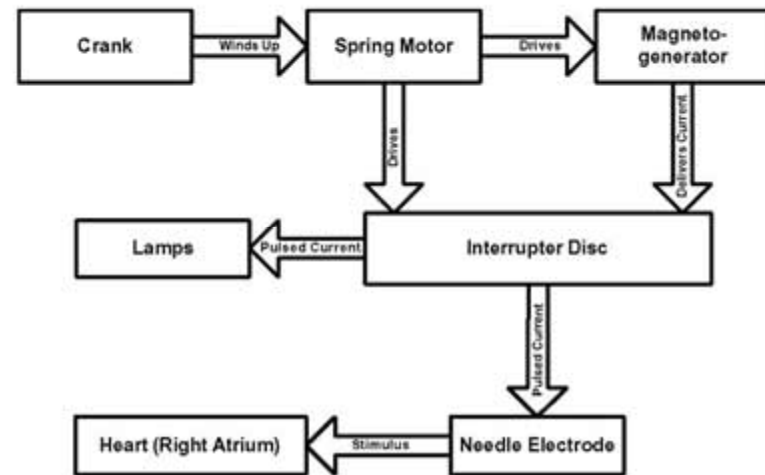 Crank
Winds Up
Spring Motor
Drives
Magneto-
generator
Drives
Delivers Current
Lamps
Pulsed Current
Interrupter Disc
Pulsed Current
Heart (Right Atrium)
Stimulus
Needle Electrode